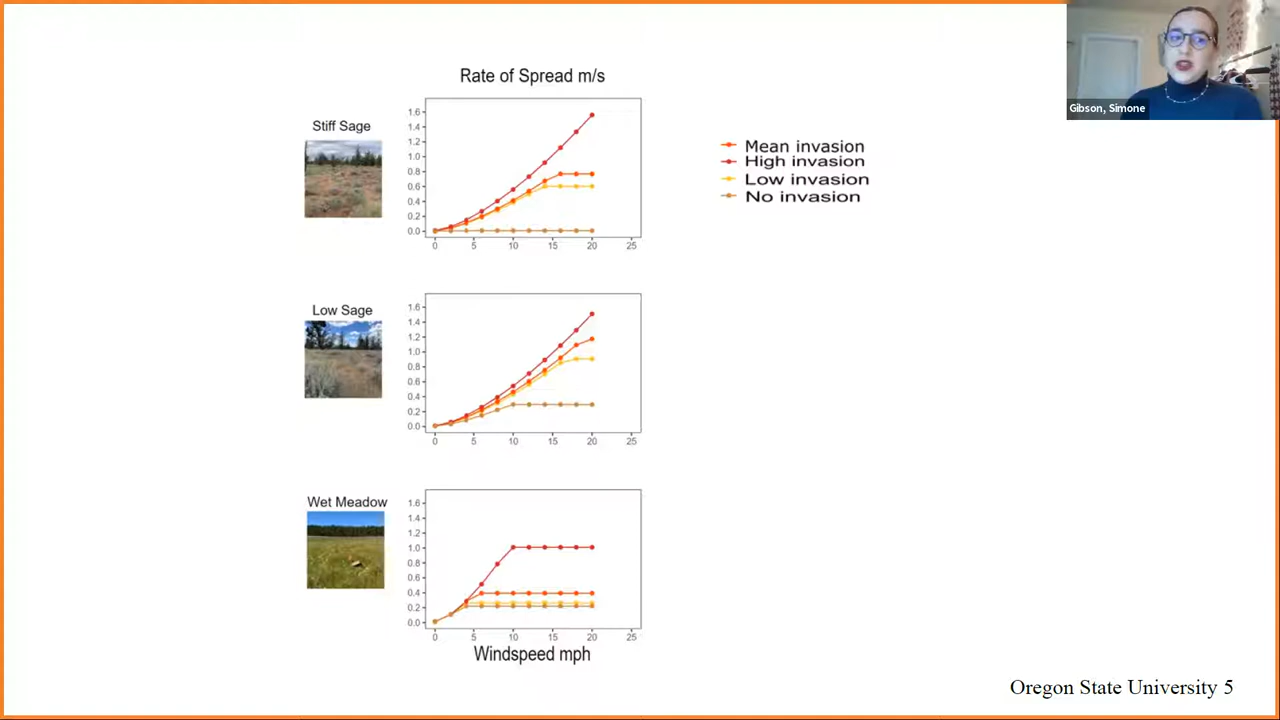 Gibson, Simone
Rate of Spread m/s
Stiff Sage
1.6
1.4
1.2
1.0
0.8
0.6
0.4
0.2
0.0
0 5 10 15 20 25
Mean invasion
High invasion
Low invasion
No invasion
Low Sage
1.6
1.4
1.2
1.0
0.8
0.6
0.4
0.2
0.0
0 5 10 15 20 25
Wet Meadow
1.6
1.4
1.2
1.0
0.8
0.6
0.4
0.2
0.0
0 5 10 15 20 25
Windspeed mph
Oregon State University 5